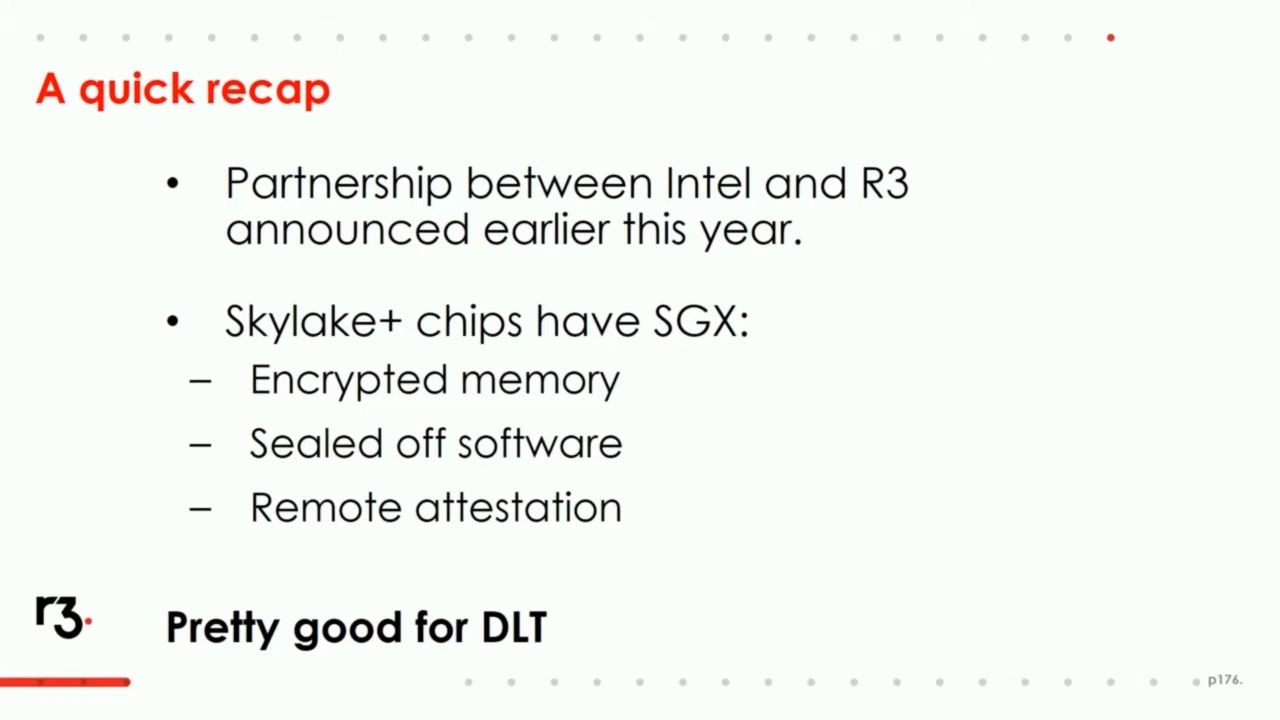 A quick recap
• Partnership between Intel and R3
announced earlier this year.
• Skylake+ chips have SGX:
– Encrypted memory
– Sealed off software
– Remote attestation
r3.
Pretty good for DLT
p176.